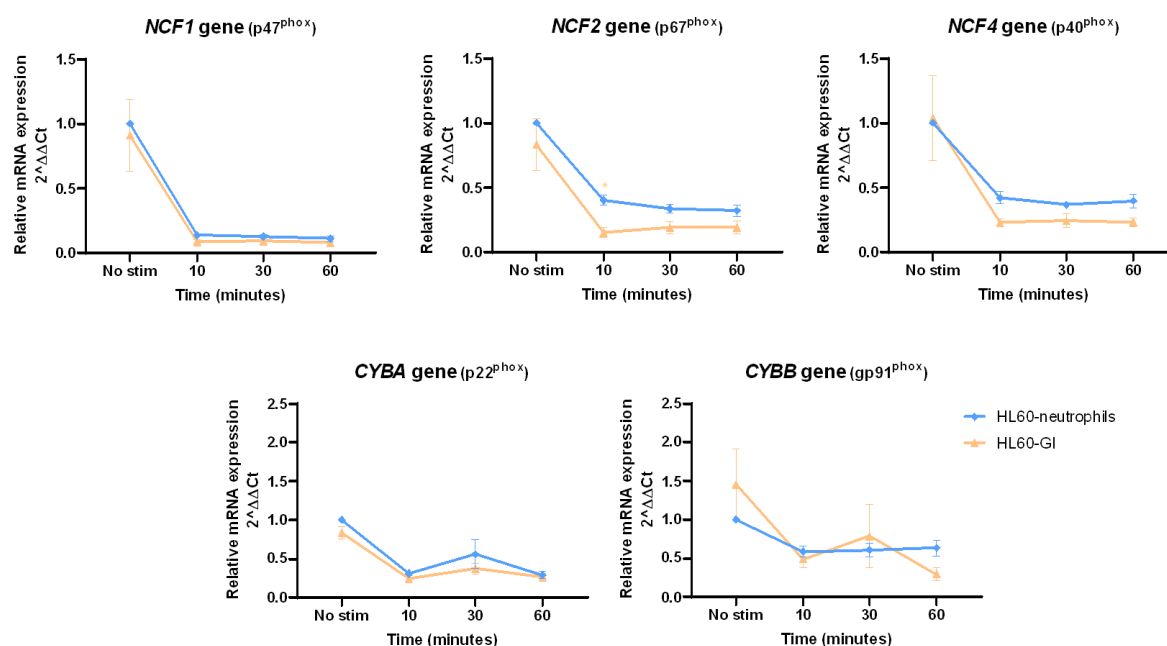 NCF1 gene (p47phox)
Relative mRNA expression
2^ΔΔCt
1.5
1.0
0.5
0.0
No stim 10 30 60
Time (minutes)
NCF2 gene (p67phox)
Relative mRNA expression
2^ΔΔCt
1.5
1.0
0.5
0.0
*
No stim 10 30 60
Time (minutes)
NCF4 gene (p40phox)
Relative mRNA expression
2^ΔΔCt
1.5
1.0
0.5
0.0
No stim 10 30 60
Time (minutes)
CYBA gene (p22phox)
Relative mRNA expression
2^ΔΔCt
2.5
2.0
1.5
1.0
0.5
0.0
No stim 10 30 60
Time (minutes)
CYBB gene (gp91phox)
Relative mRNA expression
2^ΔΔCt
2.5
2.0
1.5
1.0
0.5
0.0
No stim 10 30 60
Time (minutes)
HL60-neutrophils
HL60-GI